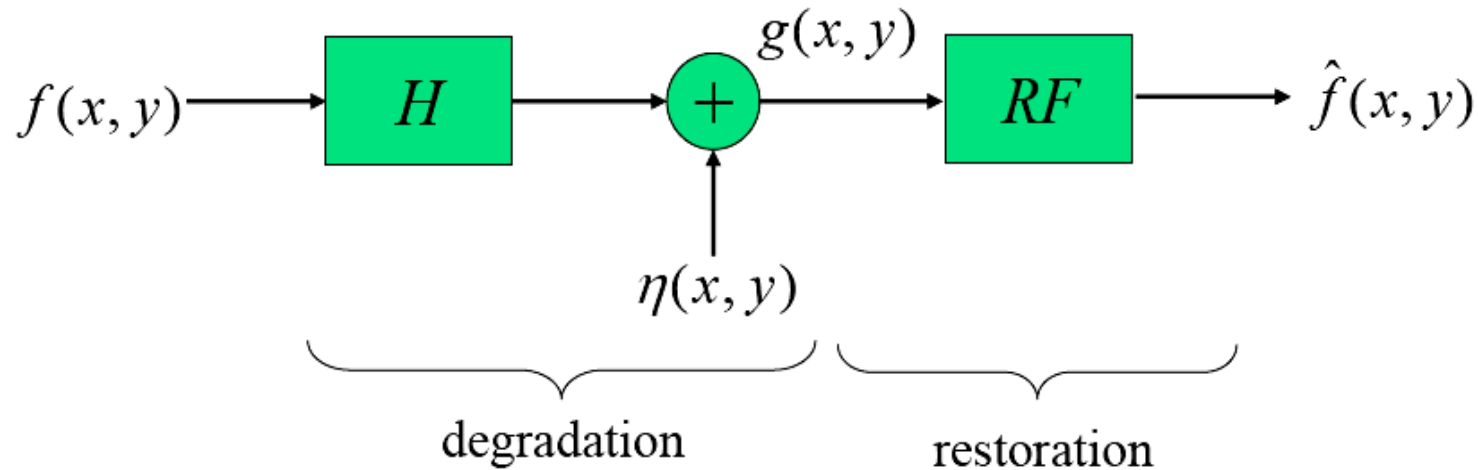 g(x, y)
f(x, y) H + RF f̂(x, y)
η(x, y)
degradation restoration